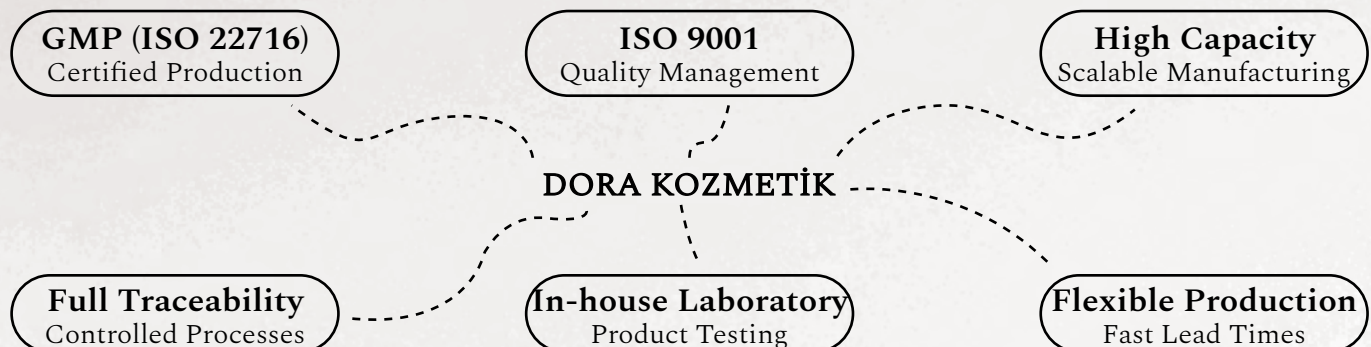 GMP (ISO 22716)
Certified Production
ISO 9001
Quality Management
High Capacity
Scalable Manufacturing
DORA KOZMETİK
Full Traceability
Controlled Processes
In-house Laboratory
Product Testing
Flexible Production
Fast Lead Times